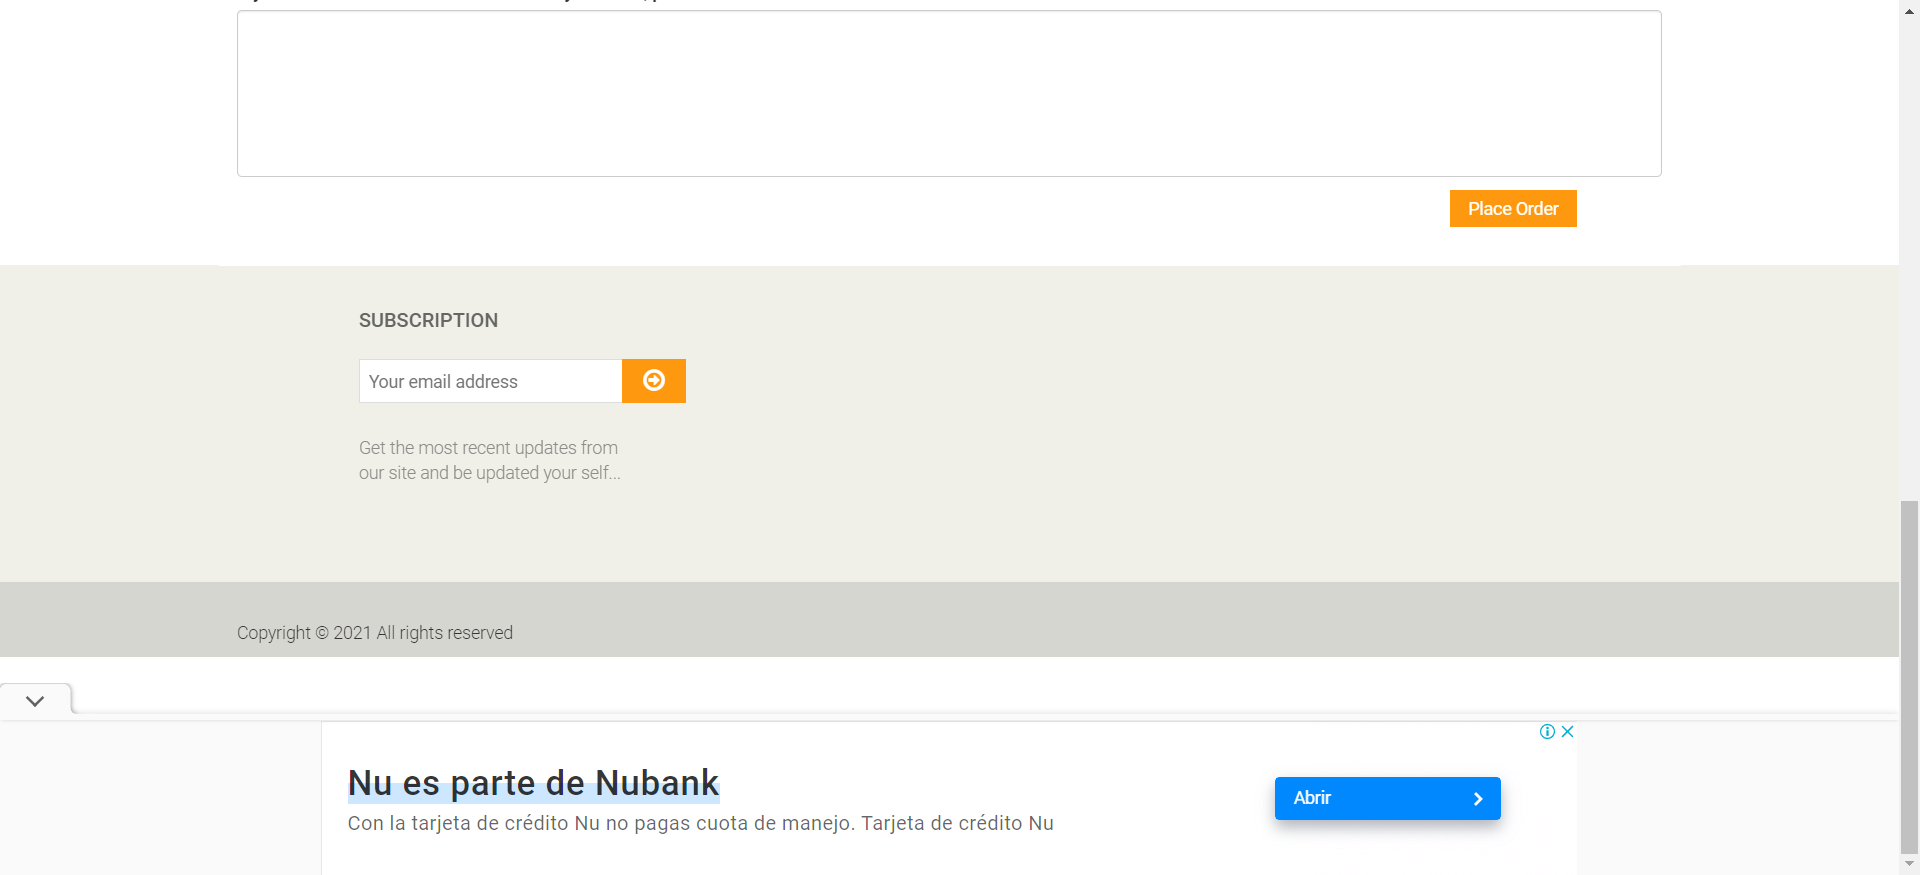 Place Order
SUBSCRIPTION
Your email address
Get the most recent updates from
our site and be updated your self...
Copyright © 2021 All rights reserved
Nu es parte de Nubank
Con la tarjeta de crédito Nu no pagas cuota de manejo. Tarjeta de crédito Nu
Abrir